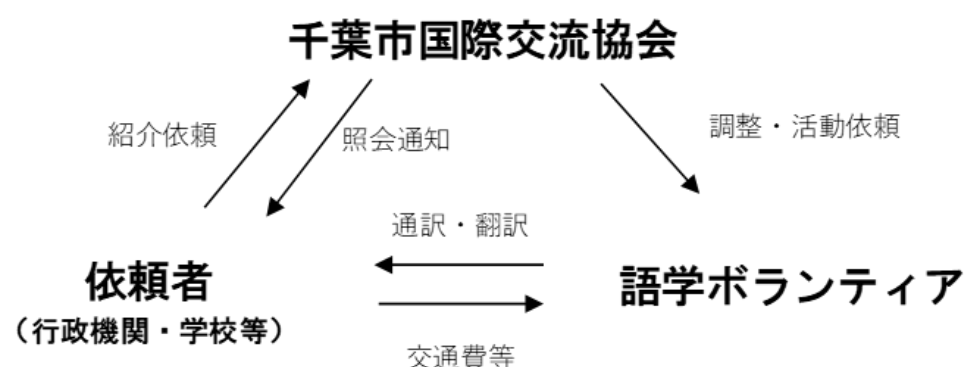 千葉市国際交流協会
紹介依頼
照会通知
調整・活動依頼
通訳・翻訳
依頼者
（行政機関・学校等）
語学ボランティア
交通費等